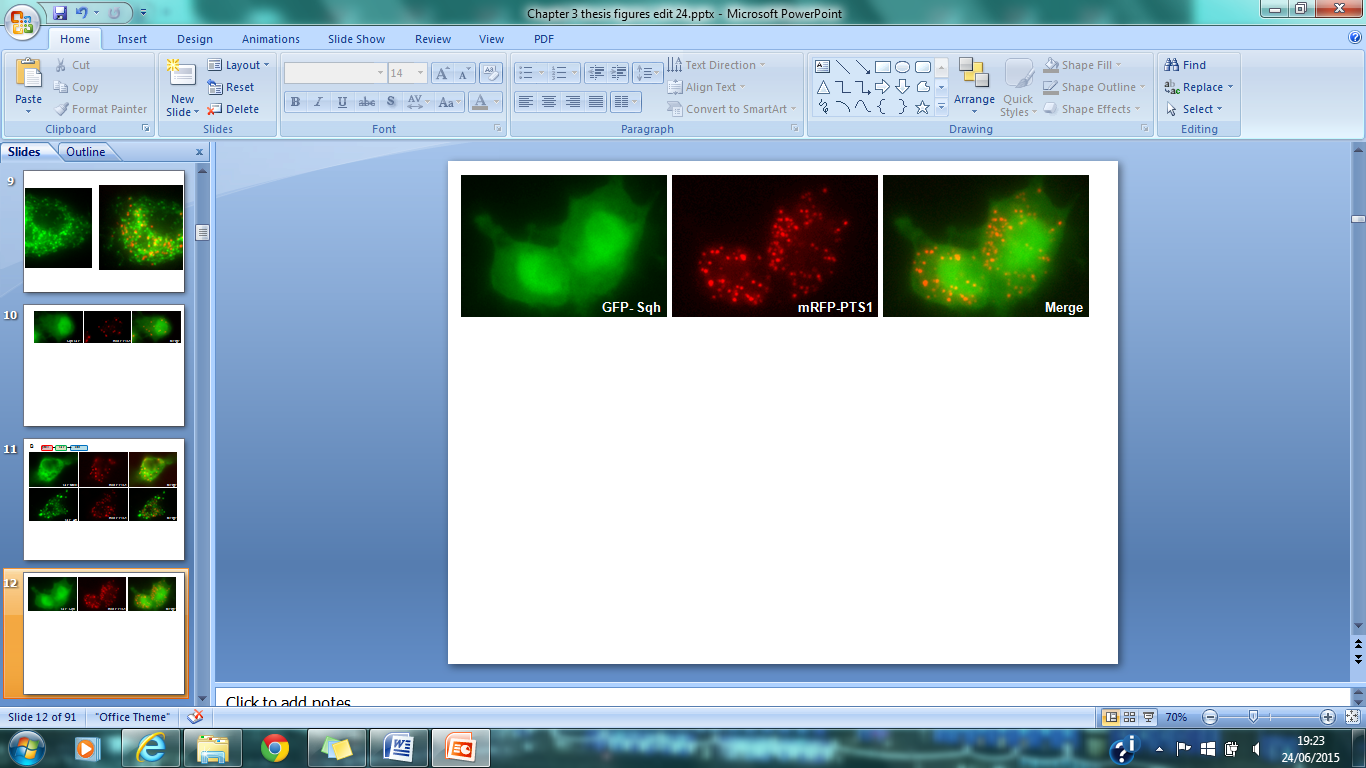 Chapter 3 thesis figures edit 24.pptx - Microsoft PowerPoint
Home Insert Design Animations Slide Show Review View PDF
Paste
Cut
Copy
Format Painter
Clipboard
New Slide
Layout
Reset
Delete
Slides
14
B I U abc S AV Aa A
Font
Paragraph
Text Direction
Align Text
Convert to SmartArt
Arrange
Quick Styles
Shape Fill
Shape Outline
Shape Effects
Drawing
Find
Replace
Select
Editing
Slides Outline x
9
10
11
12
GFP- Sqh
mRFP-PTS1
Merge
Click to add notes
Slide 12 of 91 "Office Theme" 70%
19:23
24/06/2015